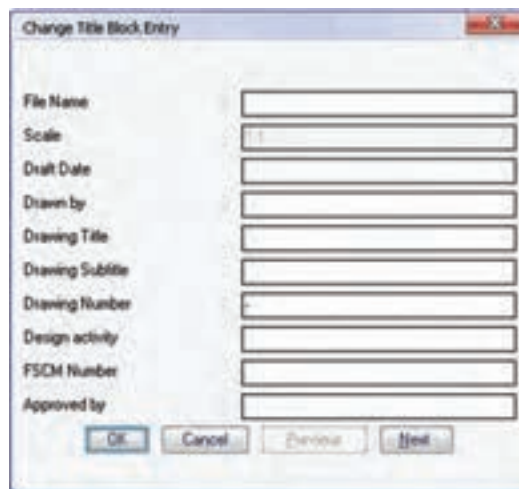 Change Title Block Entry
File Name
Scale
Draft Date
Drawn by
Drawing Title
Drawing Subtitle
Drawing Number
Design activity
FSCM Number
Approved by
OK Cancel Previous Next